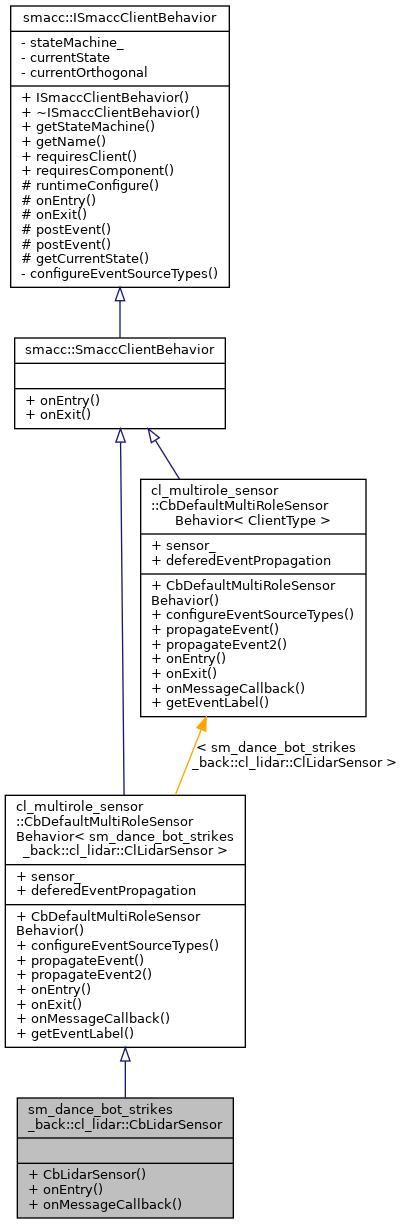 smacc::ISmaccClientBehavior
- stateMachine_
- currentState
- currentOrthogonal
+ ISmaccClientBehavior()
+ ~ISmaccClientBehavior()
+ getStateMachine()
+ getName()
+ requiresClient()
+ requiresComponent()
# runtimeConfigure()
# onEntry()
# onExit()
# postEvent()
# postEvent()
# getCurrentState()
- configureEventSourceTypes()
smacc::SmaccClientBehavior
+ onEntry()
+ onExit()
cl_multirole_sensor
::CbDefaultMultiRoleSensor
Behavior< ClientType >
+ sensor_
+ deferedEventPropagation
+ CbDefaultMultiRoleSensor
Behavior()
+ configureEventSourceTypes()
+ propagateEvent()
+ propagateEvent2()
+ onEntry()
+ onExit()
+ onMessageCallback()
+ getEventLabel()
< sm_dance_bot_strikes
_back::cl_lidar::ClLidarSensor >
cl_multirole_sensor
::CbDefaultMultiRoleSensor
Behavior< sm_dance_bot_strikes
_back::cl_lidar::ClLidarSensor >
+ sensor_
+ deferedEventPropagation
+ CbDefaultMultiRoleSensor
Behavior()
+ configureEventSourceTypes()
+ propagateEvent()
+ propagateEvent2()
+ onEntry()
+ onExit()
+ onMessageCallback()
+ getEventLabel()
sm_dance_bot_strikes
_back::cl_lidar::CbLidarSensor
+ CbLidarSensor()
+ onEntry()
+ onMessageCallback()